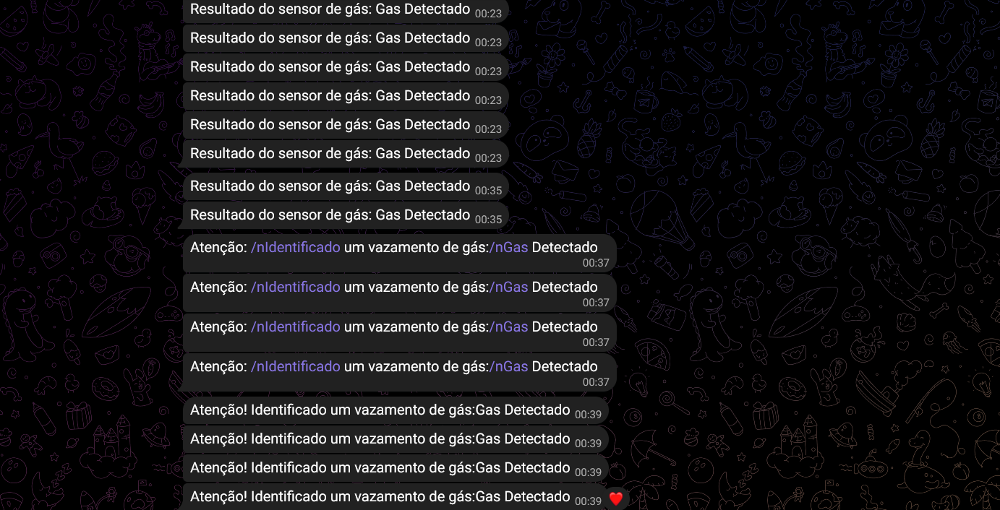 Resultado do sensor de gás: Gas Detectado 00:23
Resultado do sensor de gás: Gas Detectado 00:23
Resultado do sensor de gás: Gas Detectado 00:23
Resultado do sensor de gás: Gas Detectado 00:23
Resultado do sensor de gás: Gas Detectado 00:23
Resultado do sensor de gás: Gas Detectado 00:23
Resultado do sensor de gás: Gas Detectado 00:35
Resultado do sensor de gás: Gas Detectado 00:35
Atenção: /nIdentificado um vazamento de gás:/nGas Detectado
00:37
Atenção: /nIdentificado um vazamento de gás:/nGas Detectado
00:37
Atenção: /nIdentificado um vazamento de gás:/nGas Detectado
00:37
Atenção: /nIdentificado um vazamento de gás:/nGas Detectado
00:37
Atenção! Identificado um vazamento de gás:Gas Detectado 00:39
Atenção! Identificado um vazamento de gás:Gas Detectado 00:39
Atenção! Identificado um vazamento de gás:Gas Detectado 00:39
Atenção! Identificado um vazamento de gás:Gas Detectado 00:39 ❤️